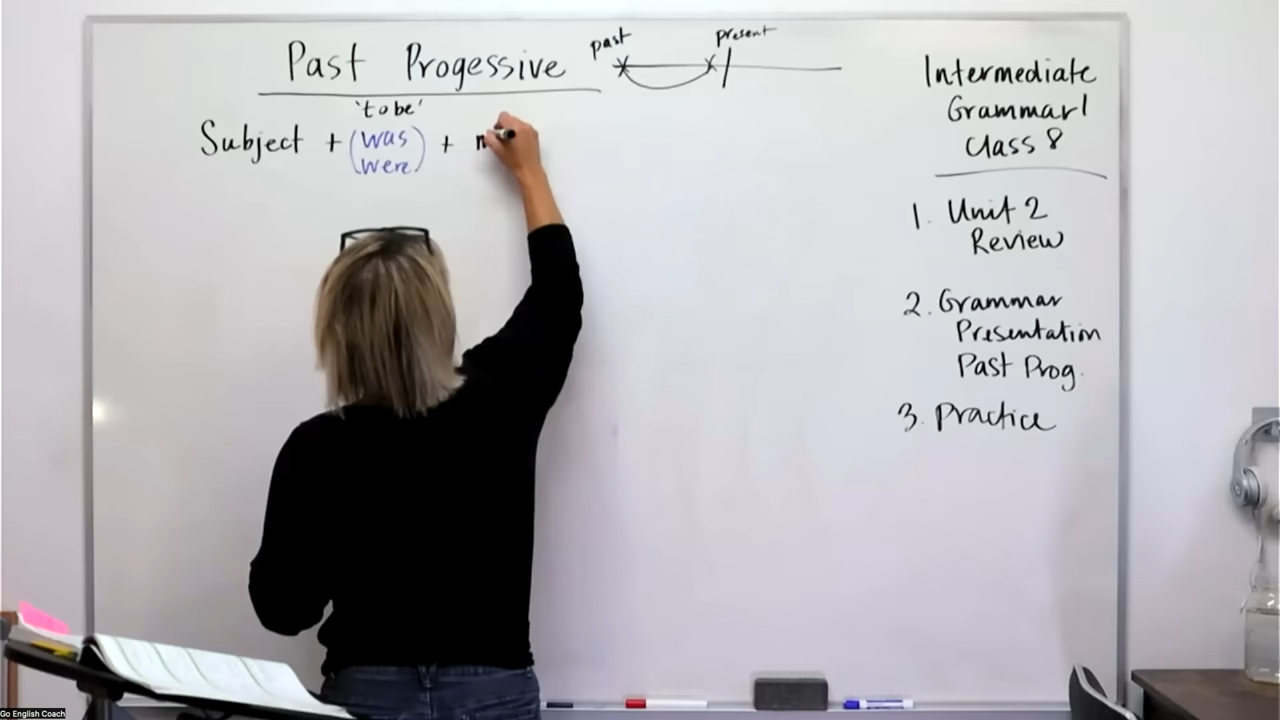 Past Progessive
past
present
'to be'
Subject + (was) +
(were)
Intermediate
Grammar 1
Class 8
1. Unit 2
Review
2. Grammar
Presentation
Past Prog.
3. Practice
Go English Coach